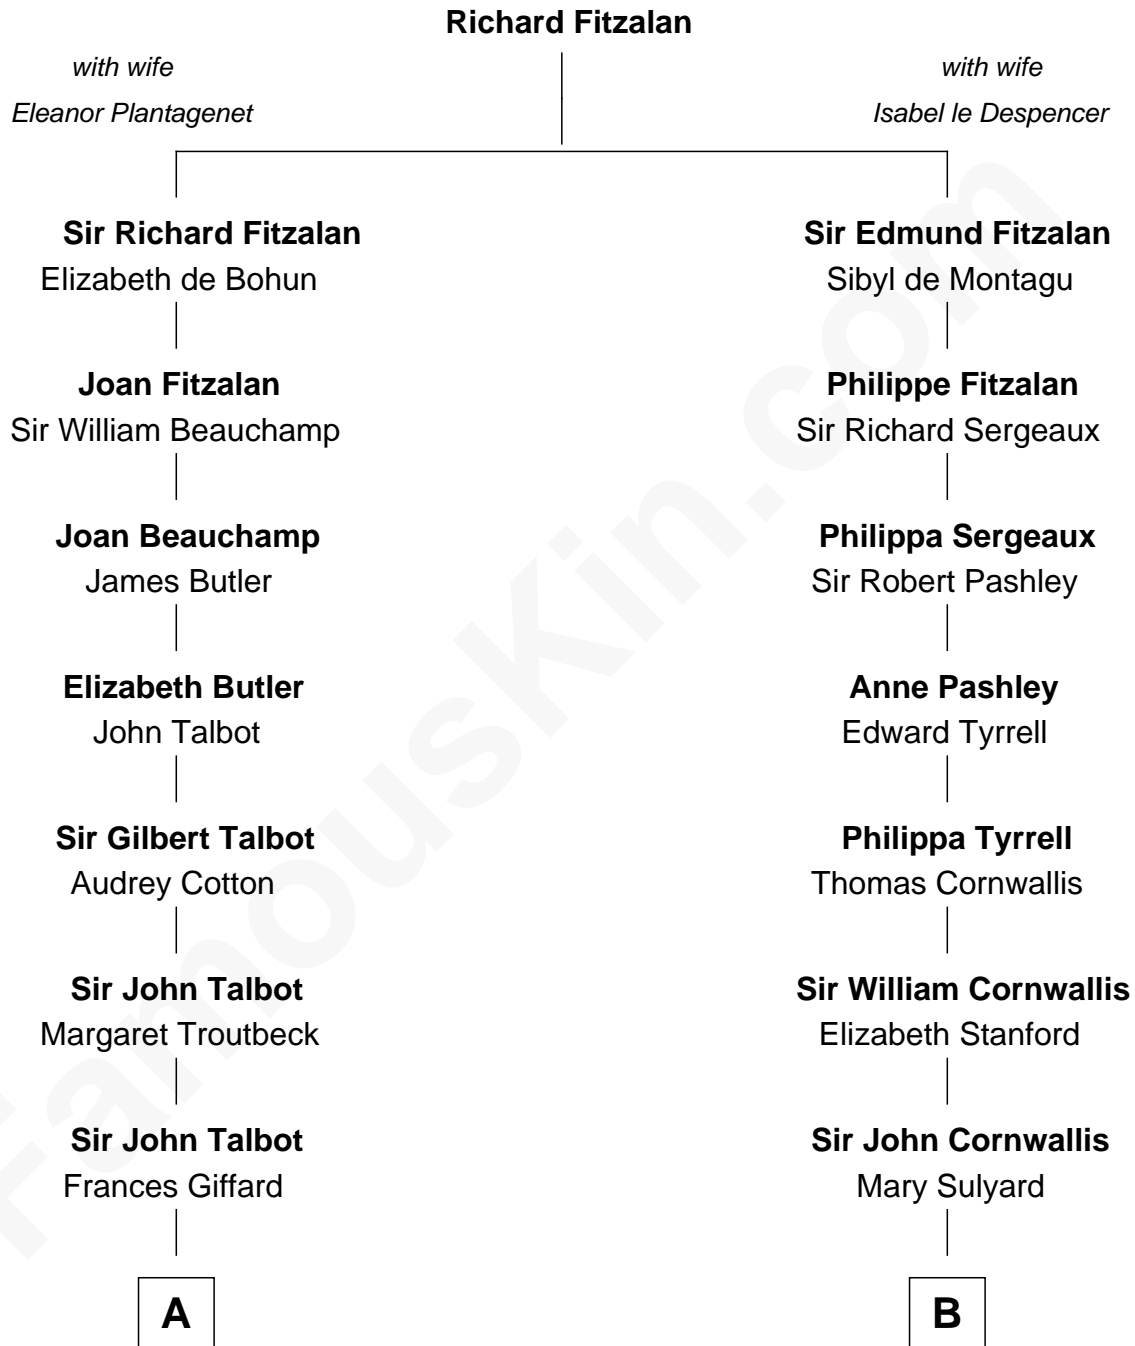 Richard Fitzalan
with wife
Eleanor Plantagenet
with wife
Isabel le Despencer
Sir Richard Fitzalan
Elizabeth de Bohun
Sir Edmund Fitzalan
Sibyl de Montagu
Joan Fitzalan
Sir William Beauchamp
Philippe Fitzalan
Sir Richard Sergeaux
Joan Beauchamp
James Butler
Philippa Sergeaux
Sir Robert Pashley
Elizabeth Butler
John Talbot
Anne Pashley
Edward Tyrrell
Sir Gilbert Talbot
Audrey Cotton
Philippa Tyrrell
Thomas Cornwallis
Sir John Talbot
Margaret Troutbeck
Sir William Cornwallis
Elizabeth Stanford
Sir John Talbot
Frances Giffard
Sir John Cornwallis
Mary Sulyard
A
B
FamousKin.com